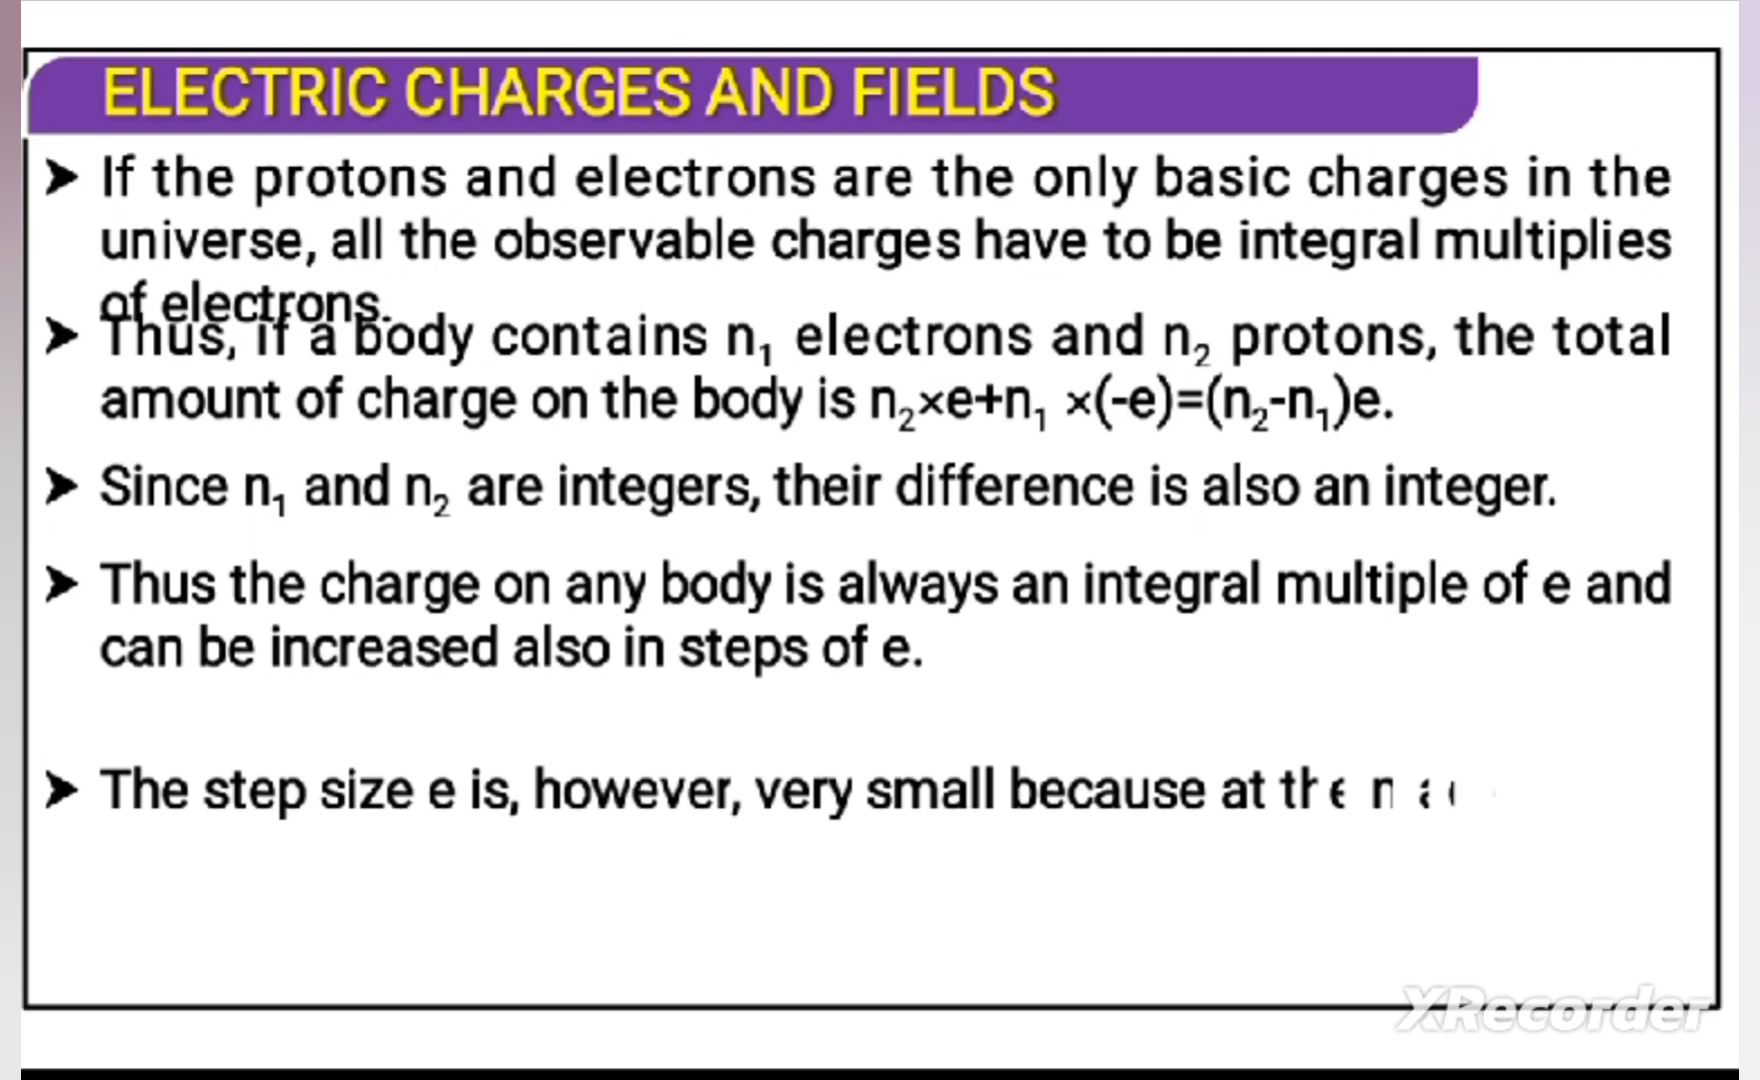 ELECTRIC CHARGES AND FIELDS
➤ If the protons and electrons are the only basic charges in the
universe, all the observable charges have to be integral multiplies
of electrons.
➤ Thus, if a body contains n₁ electrons and n₂ protons, the total
amount of charge on the body is n₂×e+n₁ ×(-e)=(n₂-n₁)e.
➤ Since n₁ and n₂ are integers, their difference is also an integer.
➤ Thus the charge on any body is always an integral multiple of e and
can be increased also in steps of e.
➤ The step size e is, however, very small because at the
XRecorder